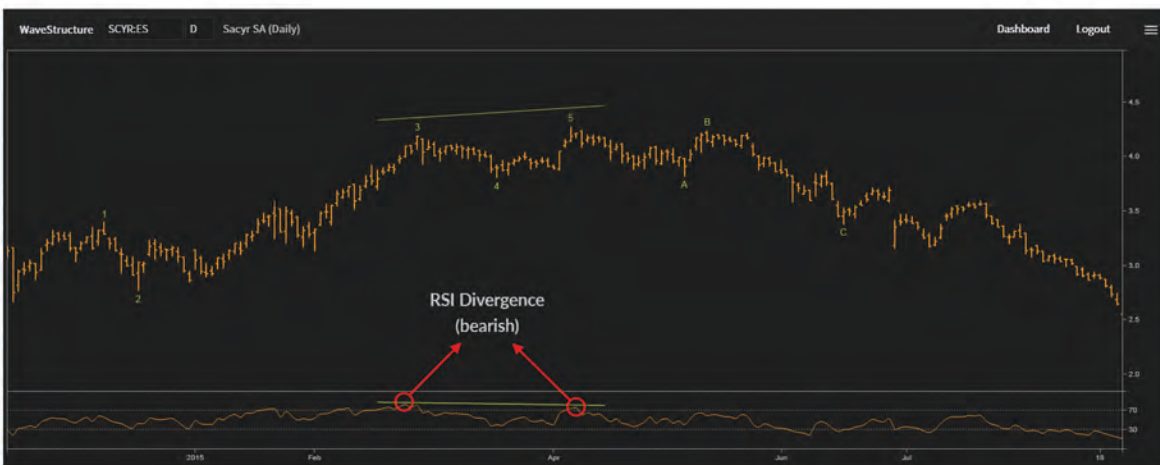 WaveStructure SCYR:ES D Sacyr SA (Daily) Dashboard Logout
4.5
3
5
B
4.0
4
A
1
3.5
C
2
3.0
RSI Divergence
(bearish)
2.5
2.0
70
30
2015 Feb Apr Jun Jul 15